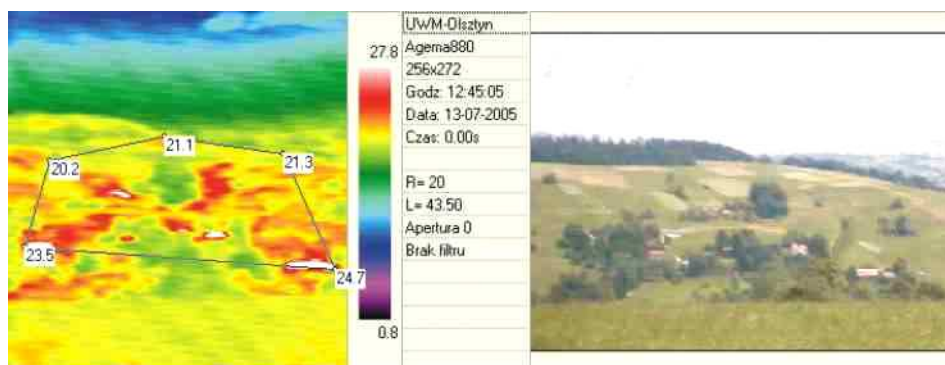 21.1
20.2
21.3
23.5
24.7
27.8
0.8
UWM-Olsztyn
Agema880
256x272
Godz: 12:45:05
Data: 13-07-2005
Czas: 0.00s
R= 20
L= 43.50
Apertura 0
Brak filtru